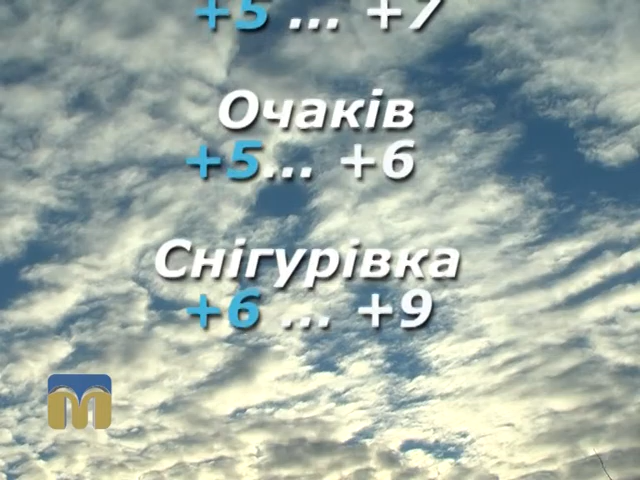 +5 ... +7
Очаків
+5... +6
Снігурівка
+6 ... +9
M